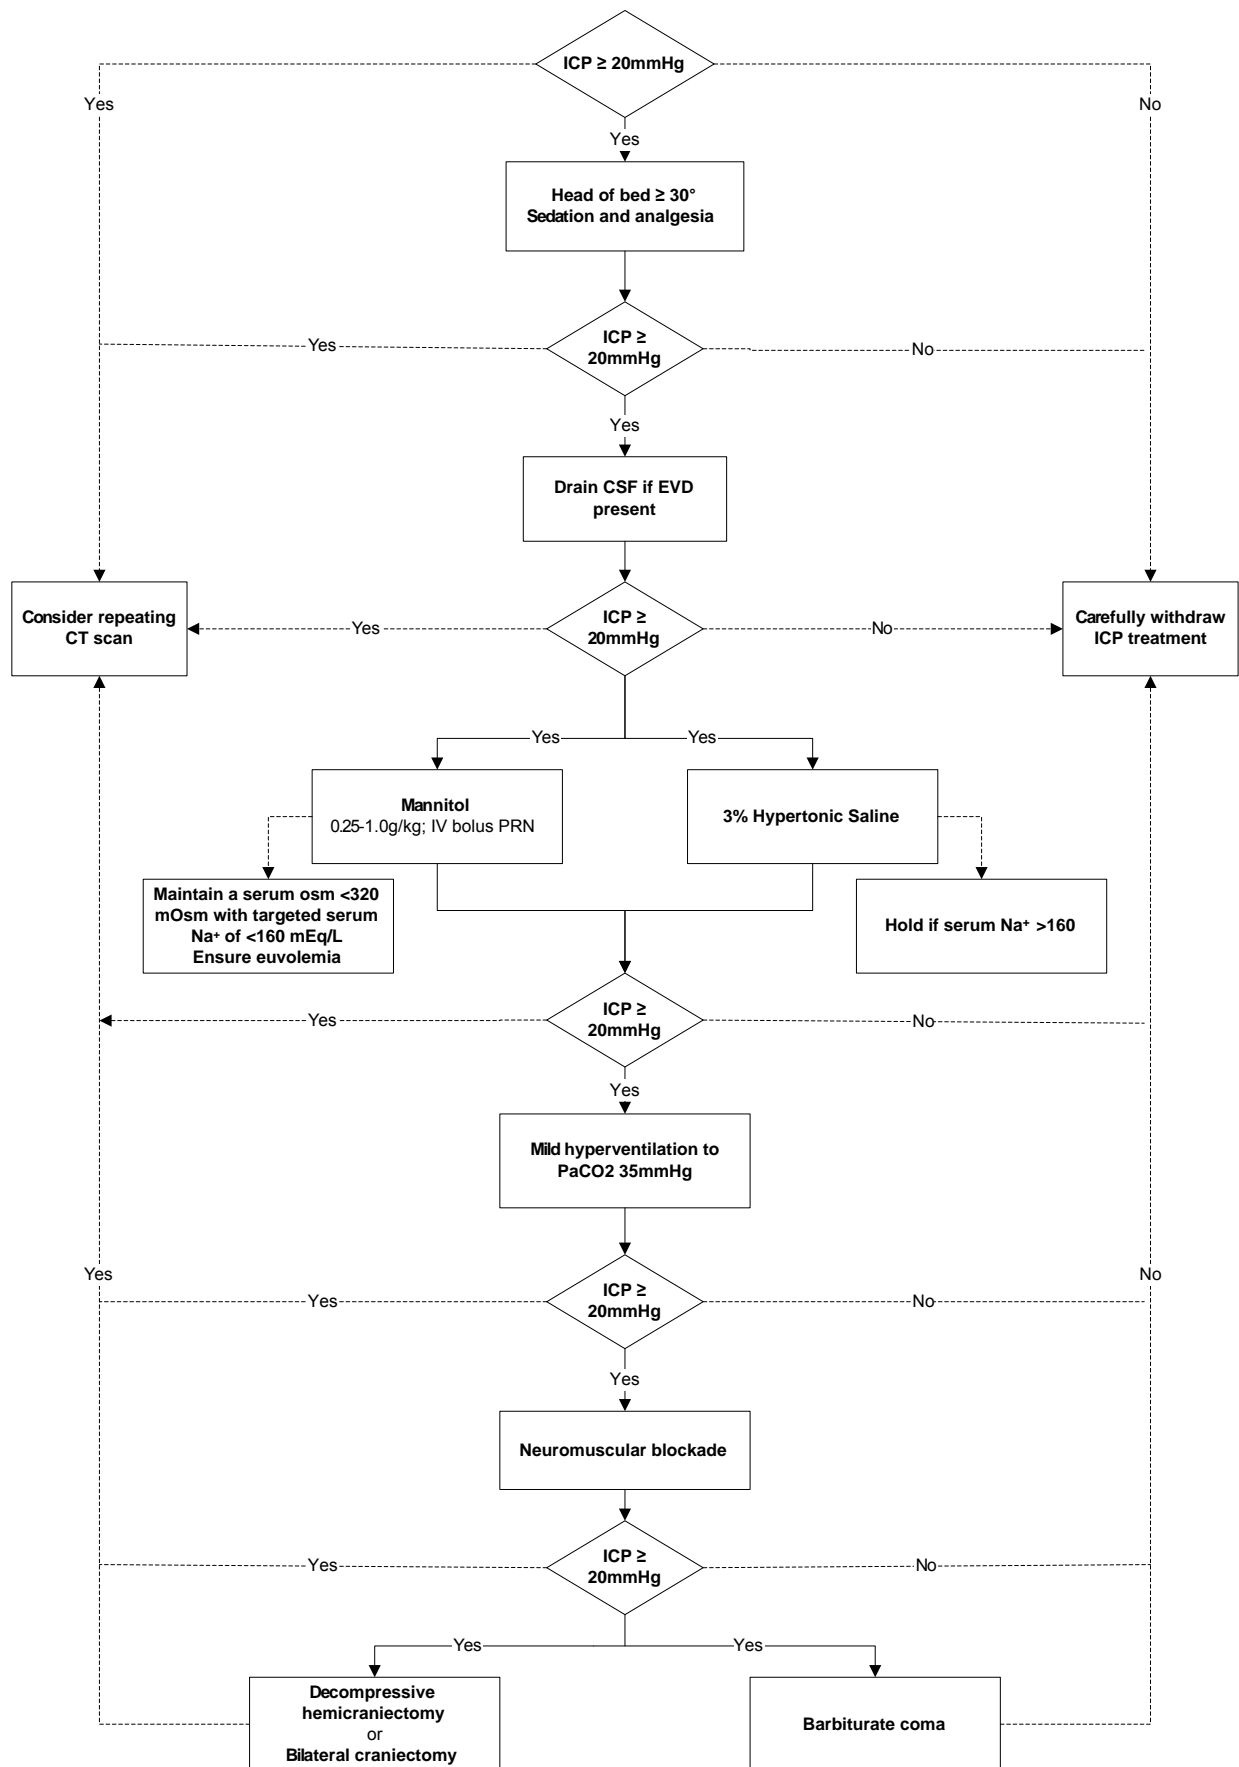 ICP ≥ 20mmHg
Yes
No
Yes
Head of bed ≥ 30°
Sedation and analgesia
ICP ≥
20mmHg
Yes
No
Yes
Drain CSF if EVD
present
Consider repeating
CT scan
Yes
ICP ≥
20mmHg
No
Carefully withdraw
ICP treatment
Yes
Yes
Mannitol
0.25-1.0g/kg; IV bolus PRN
3% Hypertonic Saline
Maintain a serum osm <320
mOsm with targeted serum
Na⁺ of <160 mEq/L
Ensure euvolemia
Hold if serum Na⁺ >160
ICP ≥
20mmHg
Yes
No
Yes
Mild hyperventilation to
PaCO2 35mmHg
Yes
No
ICP ≥
20mmHg
Yes
No
Yes
Neuromuscular blockade
ICP ≥
20mmHg
Yes
No
Yes
Yes
Decompressive
hemicraniectomy
or
Bilateral craniectomy
Barbiturate coma